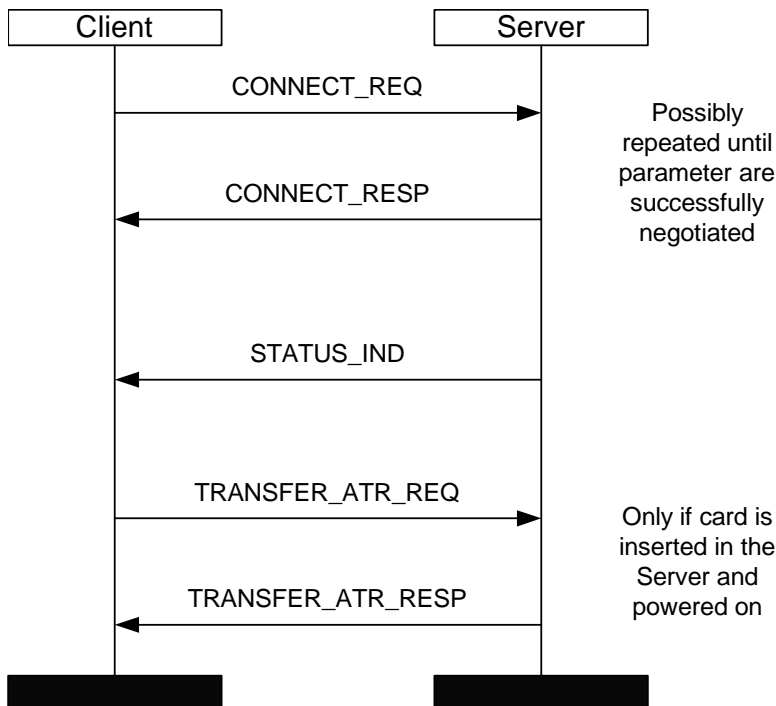 Client
Server
CONNECT_REQ
Possibly
repeated until
parameter are
successfully
negotiated
CONNECT_RESP
STATUS_IND
TRANSFER_ATR_REQ
Only if card is
inserted in the
Server and
powered on
TRANSFER_ATR_RESP